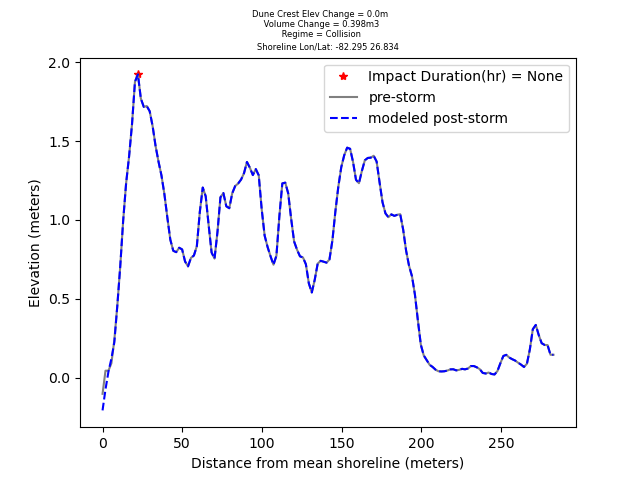 Dune Crest Elev Change = 0.0m
Volume Change = 0.398m3
Regime = Collision
Shoreline Lon/Lat: -82.295 26.834
Impact Duration(hr) = None
pre-storm
modeled post-storm
Elevation (meters)
2.0
1.5
1.0
0.5
0.0
0 50 100 150 200 250
Distance from mean shoreline (meters)